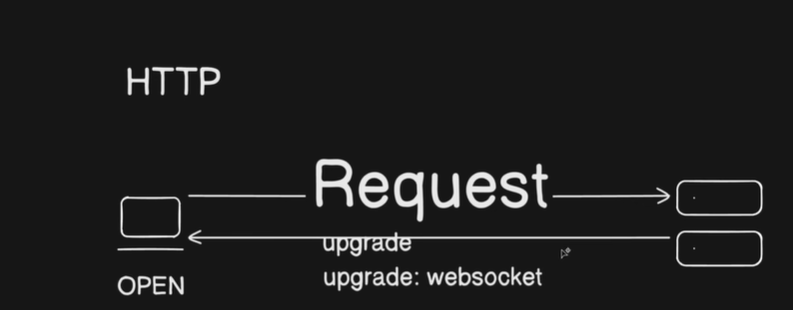 HTTP
Request
upgrade
upgrade: websocket
OPEN